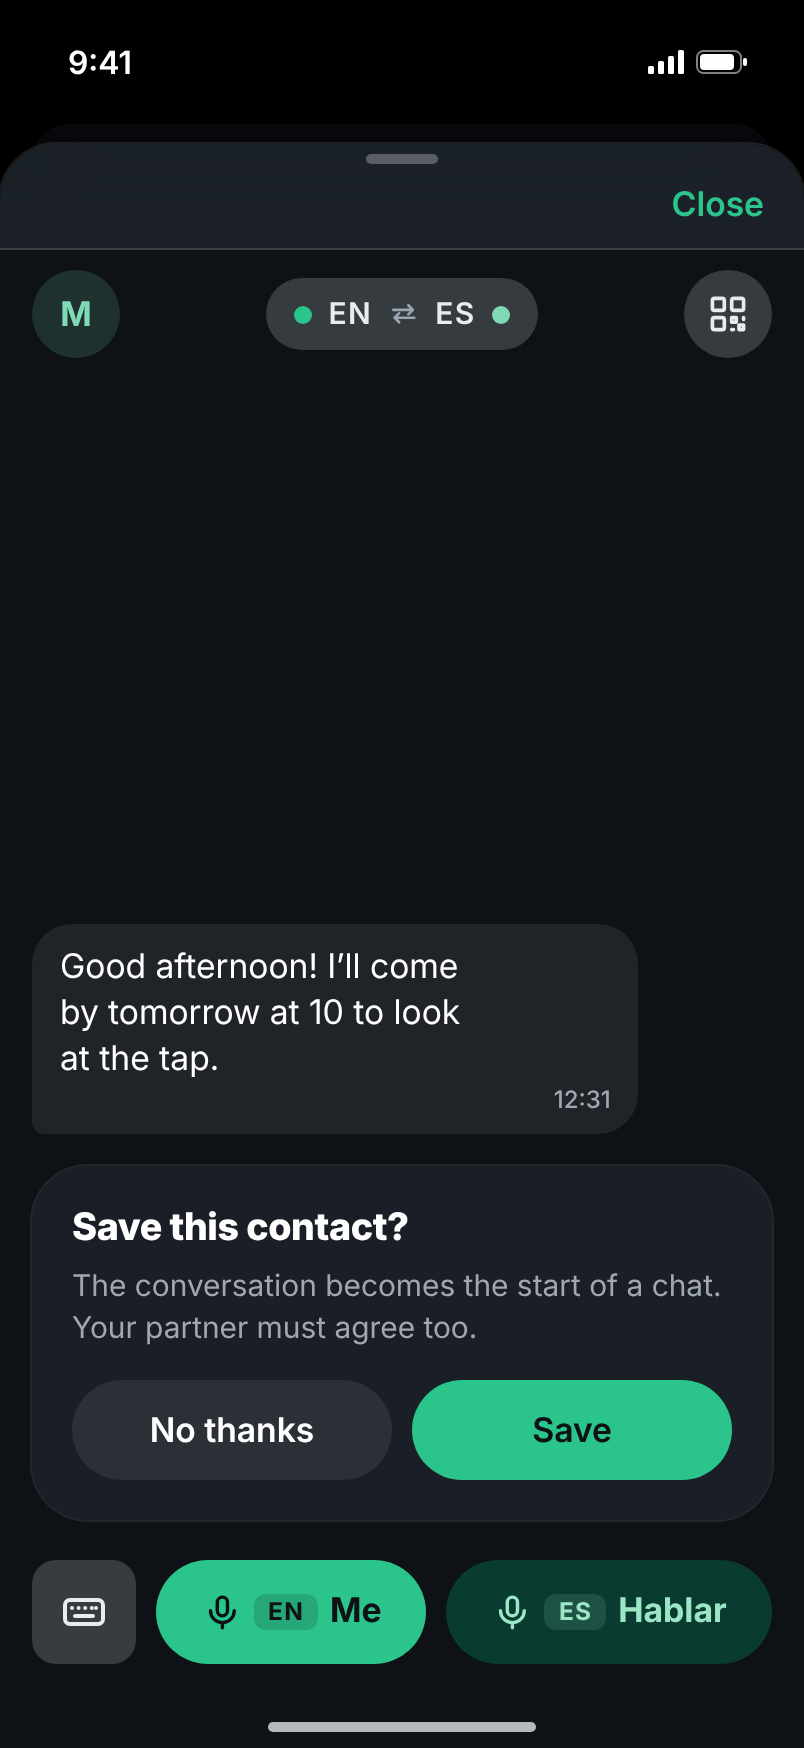 9:41
Close
M
EN ⇄ ES
Good afternoon! I’ll come
by tomorrow at 10 to look
at the tap.
12:31
Save this contact?
The conversation becomes the start of a chat.
Your partner must agree too.
No thanks
Save
EN Me
ES Hablar